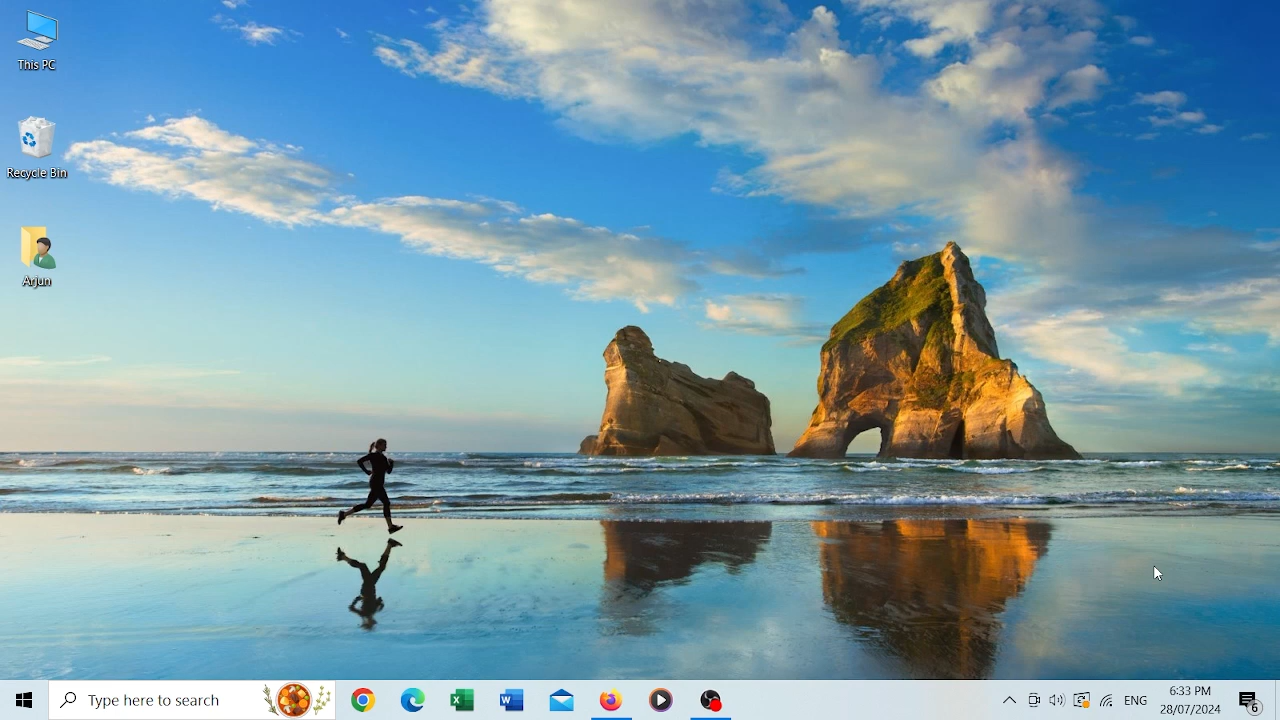 This PC
Recycle Bin
Arjun
Type here to search
ENG
6:33 PM
28/07/2024
6